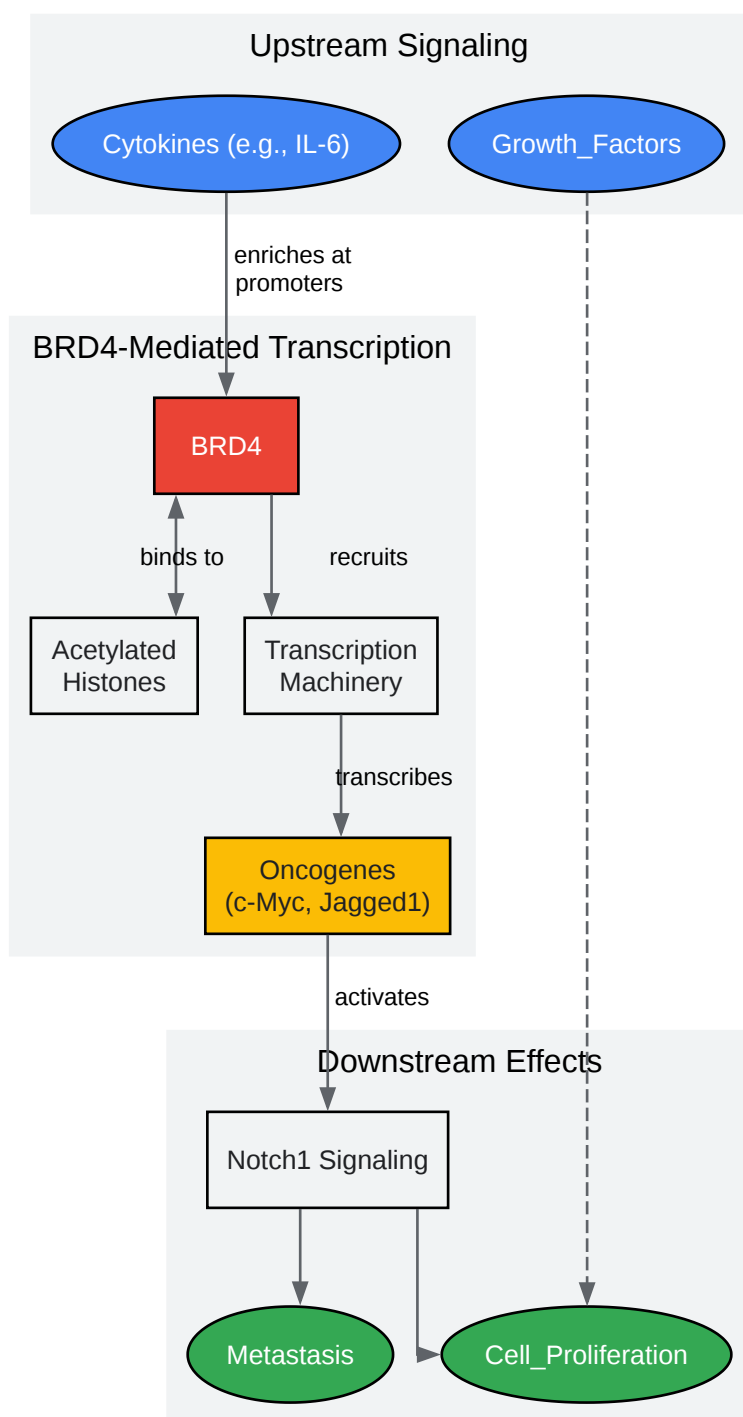 Upstream Signaling
Cytokines (e.g., IL-6)
Growth_Factors
enriches at
promoters
BRD4-Mediated Transcription
BRD4
binds to
recruits
Acetylated
Histones
Transcription
Machinery
transcribes
Oncogenes
(c-Myc, Jagged1)
activates
Downstream Effects
Notch1 Signaling
Metastasis
Cell_Proliferation